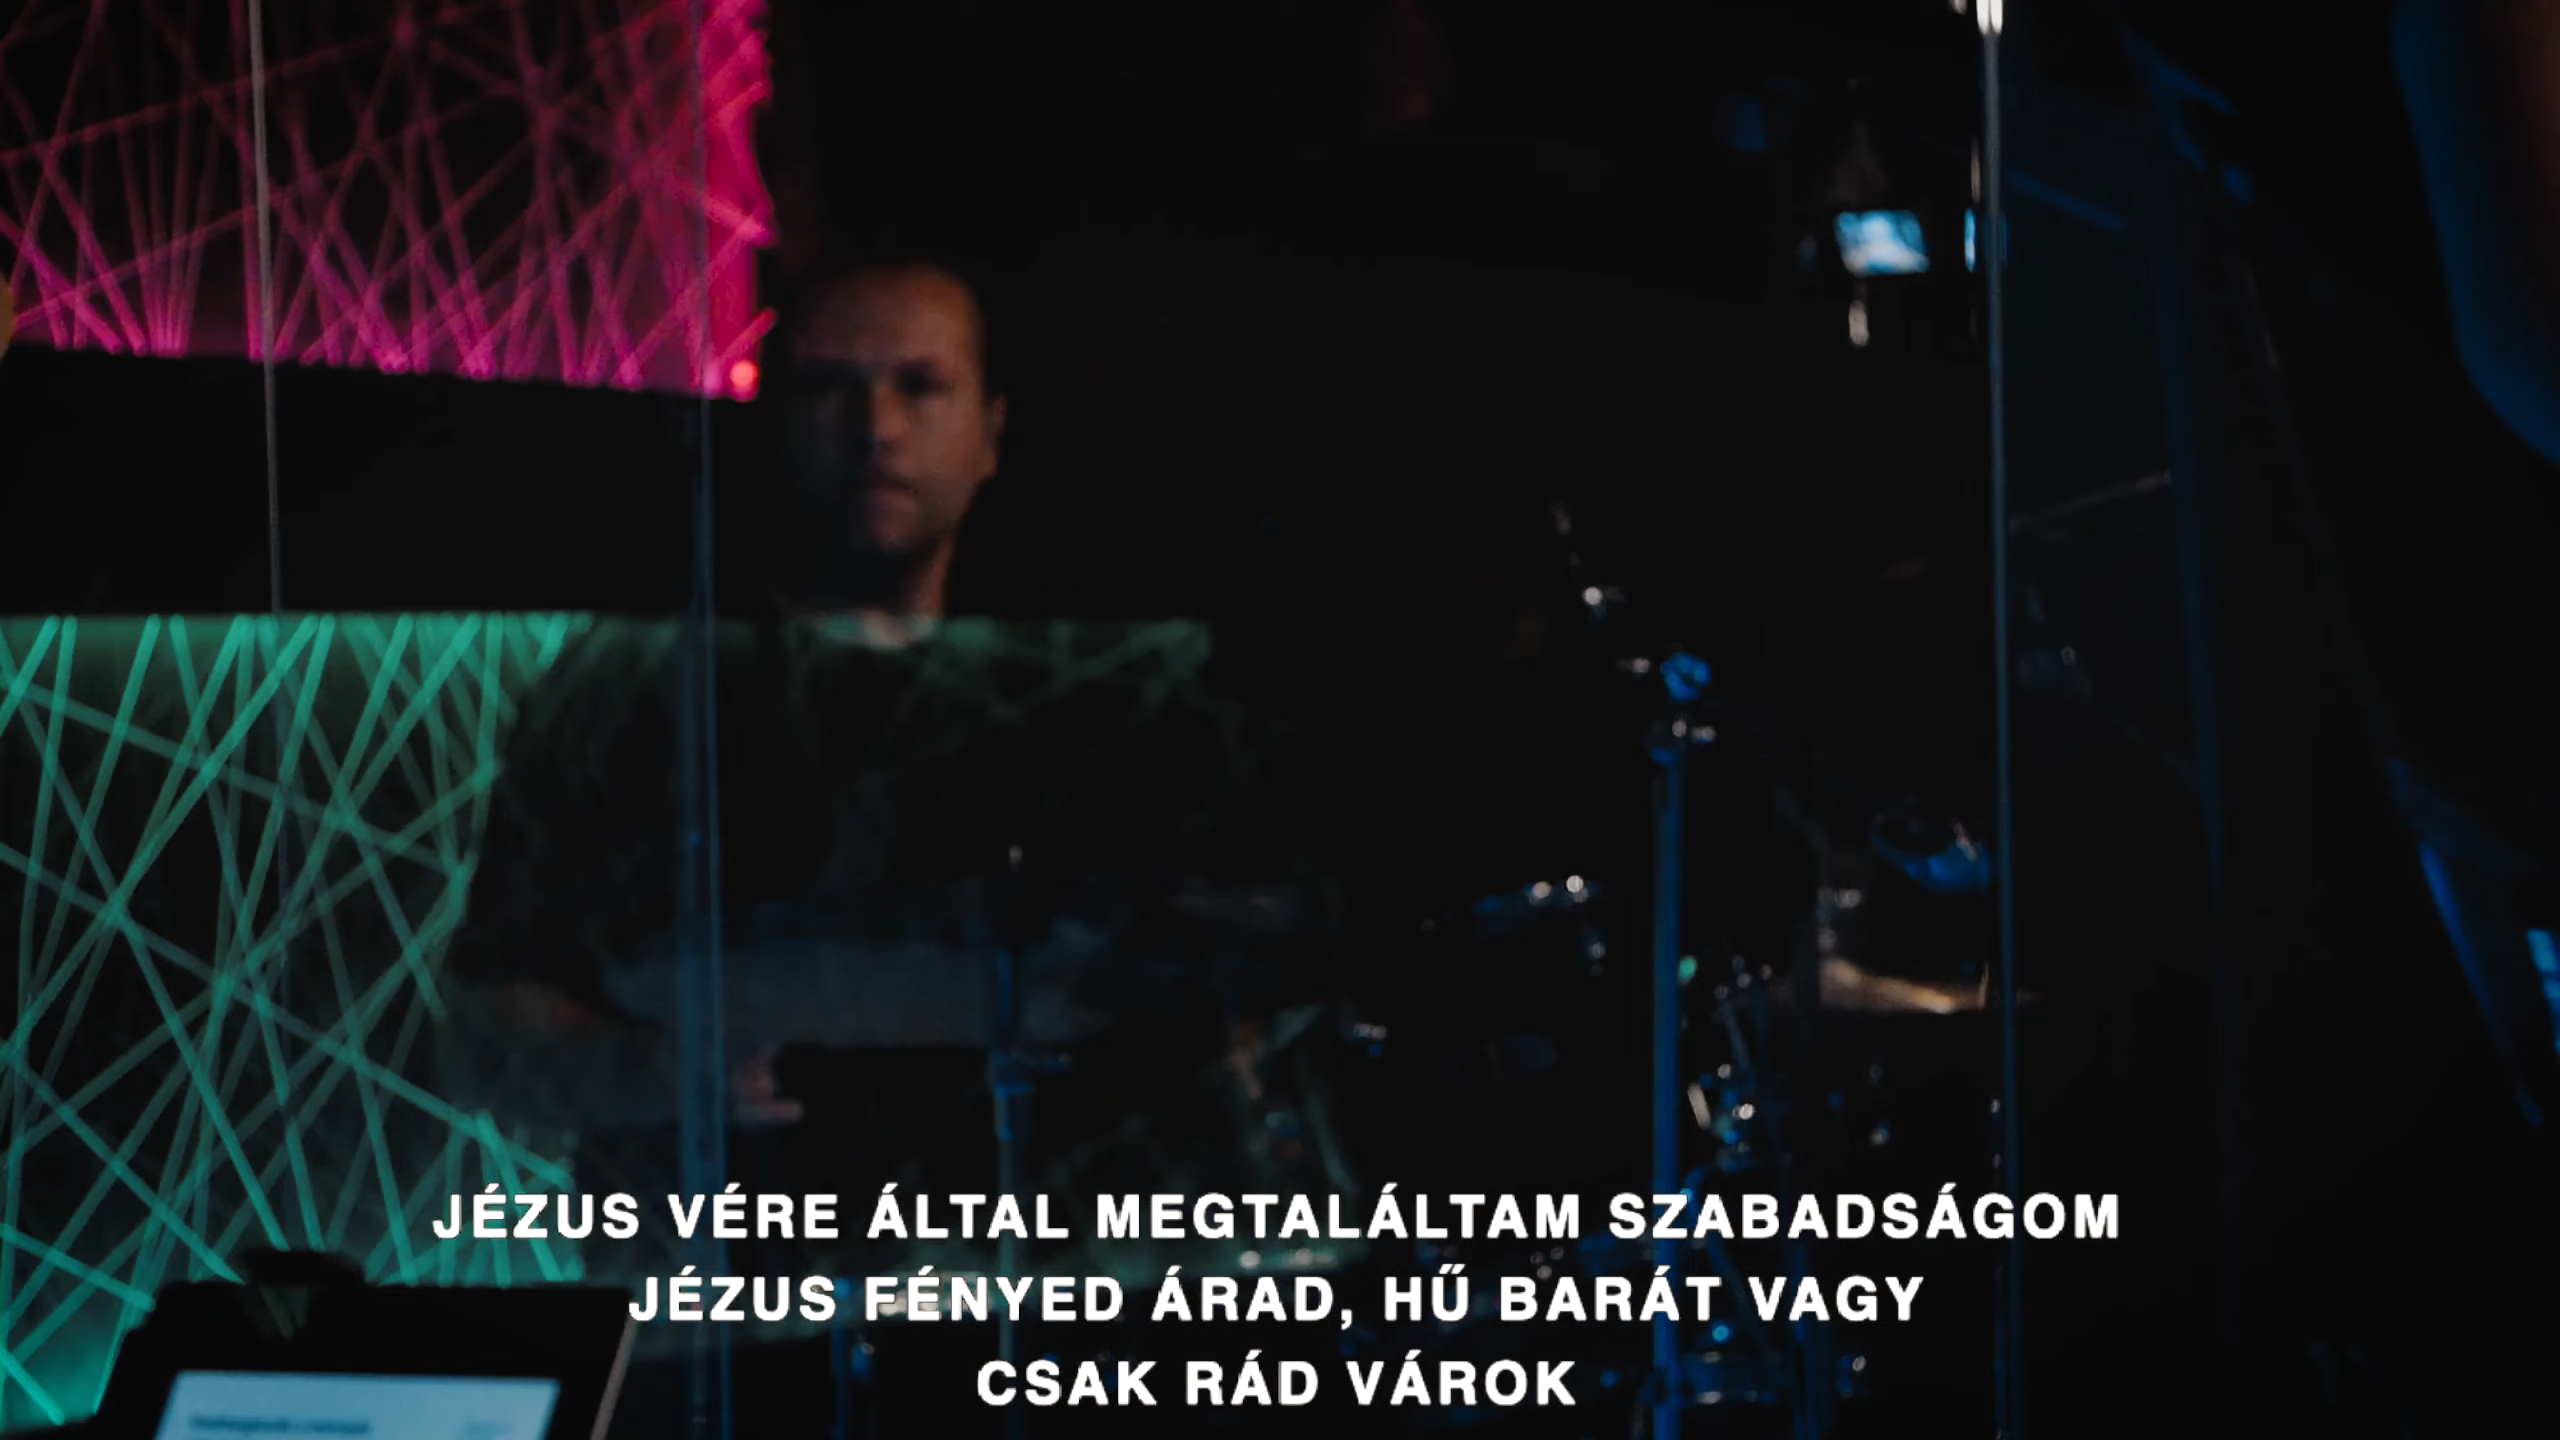 JÉZUS VÉRE ÁLTAL MEGTALÁLTAM SZABADSÁGOM
JÉZUS FÉNYED ÁRAD, HŰ BARÁT VAGY
CSAK RÁD VÁROK